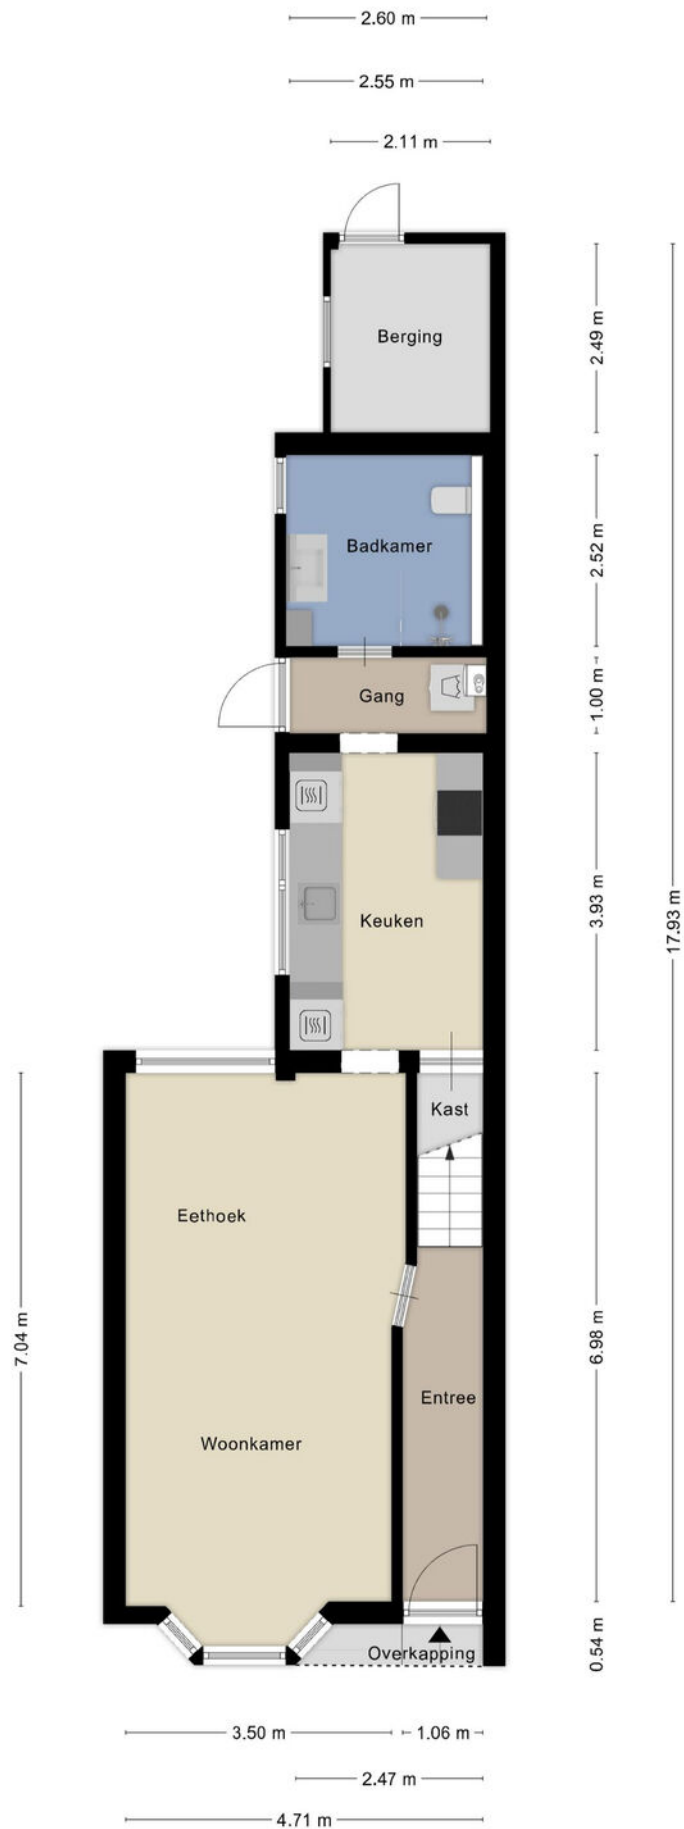 2.60 m
2.55 m
2.11 m
Berging
2.49 m
Badkamer
2.52 m
Gang
1.00 m
Keuken
3.93 m
17.93 m
Kast
Eethoek
7.04 m
6.98 m
Entree
Woonkamer
Overkapping
0.54 m
3.50 m
1.06 m
2.47 m
4.71 m